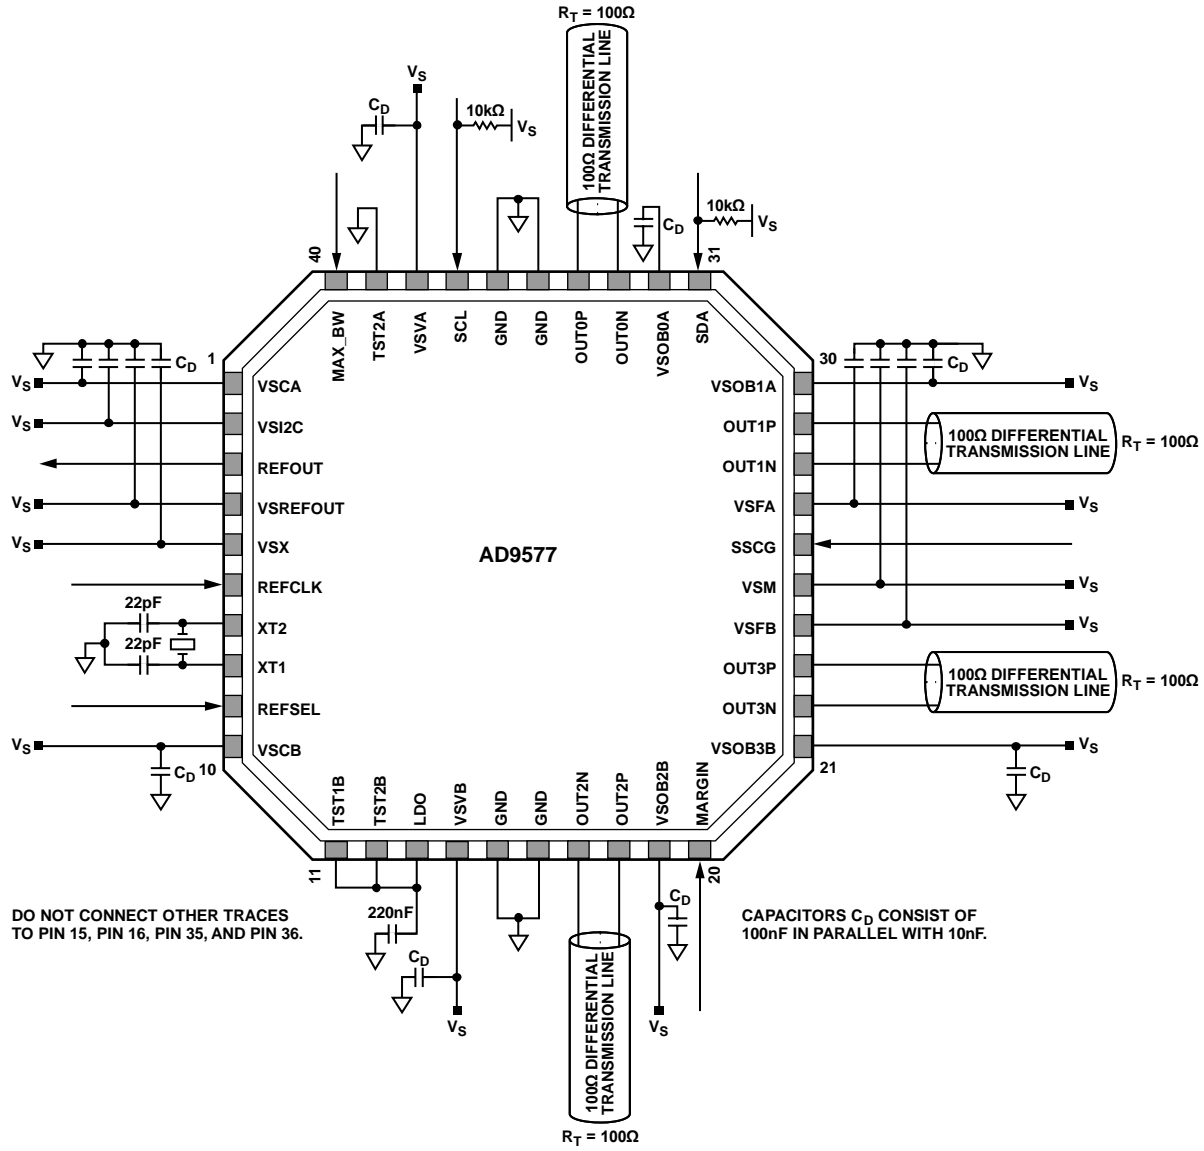 RT = 100Ω
100Ω DIFFERENTIAL
TRANSMISSION LINE
VS
CD
10kΩ
VS
CD
10kΩ
VS
40
31
MAX_BW
TST2A
VSVA
SCL
GND
GND
OUT0P
OUT0N
VSOB0A
SDA
1
CD
VS
VS
VS
VS
VSCA
VSI2C
REFOUT
VSREFOUT
VSX
REFCLK
22pF
XT2
22pF
XT1
REFSEL
VS
VSCB
CD
10
AD9577
30
CD
VSOB1A
VS
OUT1P
100Ω DIFFERENTIAL
TRANSMISSION LINE
RT = 100Ω
OUT1N
VSFA
VS
SSCG
VSM
VS
VSFB
VS
OUT3P
100Ω DIFFERENTIAL
TRANSMISSION LINE
RT = 100Ω
OUT3N
VSOB3B
VS
21
CD
TST1B
TST2B
LDO
VSVB
GND
GND
OUT2N
OUT2P
VSOB2B
MARGIN
11
20
220nF
CD
VS
CD
VS
100Ω DIFFERENTIAL
TRANSMISSION LINE
RT = 100Ω
DO NOT CONNECT OTHER TRACES
TO PIN 15, PIN 16, PIN 35, AND PIN 36.
CAPACITORS CD CONSIST OF
100nF IN PARALLEL WITH 10nF.